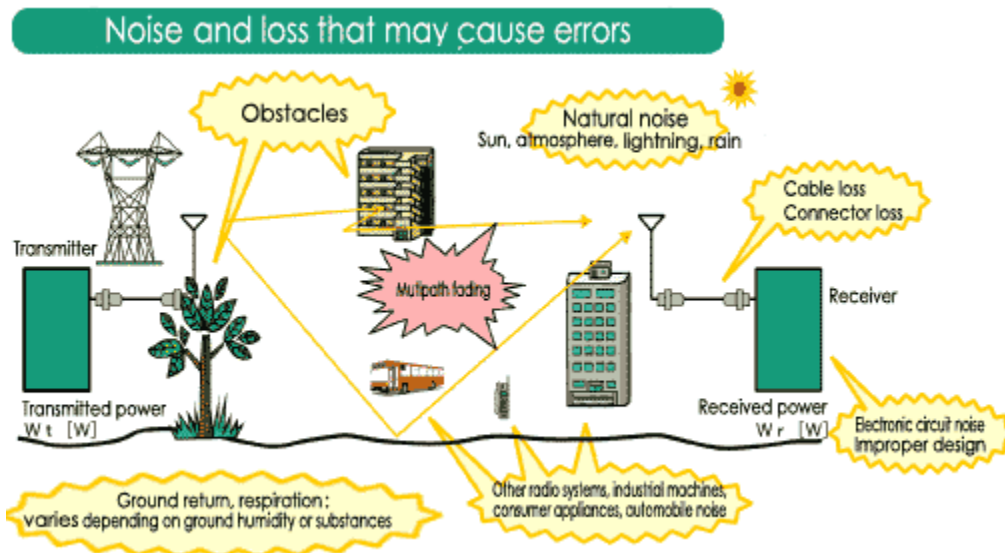 Noise and loss that may cause errors
Obstacles
Natural noise
Sun, atmosphere, lightning, rain
Cable loss
Connector loss
Transmitter
Mutipath fading
Receiver
Transmitted power
Wt [W]
Received power
Wr [W]
Electronic circuit noise
Improper design
Ground return, respiration:
varies depending on ground humidity or substances
Other radio systems, industrial machines,
consumer appliances, automobile noise